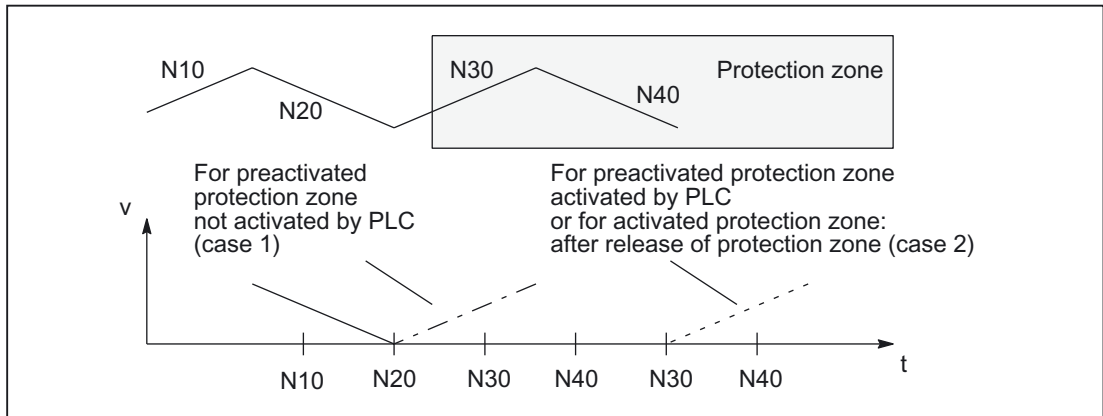 N10
N20
N30
N40
Protection zone
For preactivated
protection zone
not activated by PLC
(case 1)
For preactivated protection zone
activated by PLC
or for activated protection zone:
after release of protection zone (case 2)
v
t
N10
N20
N30
N40
N30
N40